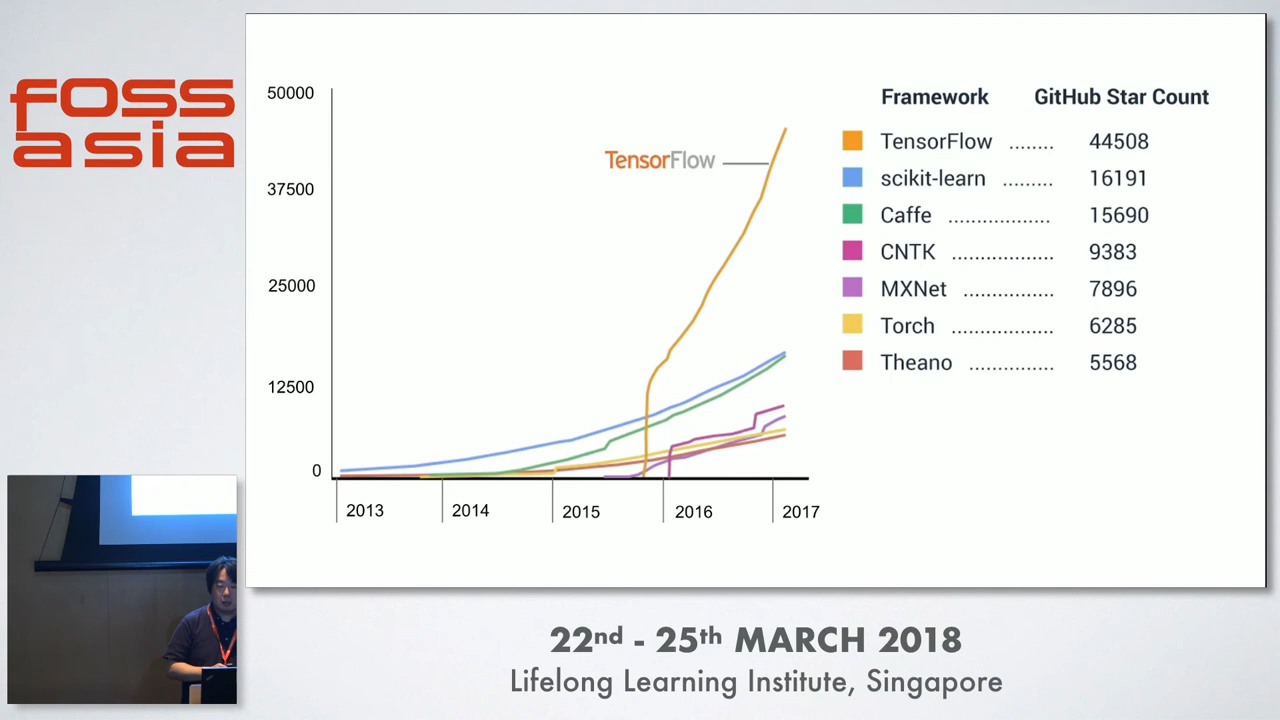 foss
asia
50000
37500
25000
12500
0
2013 2014 2015 2016 2017
TensorFlow
Framework GitHub Star Count
TensorFlow ........ 44508
scikit-learn ......... 16191
Caffe .................. 15690
CNTK .................. 9383
MXNet ................ 7896
Torch .................. 6285
Theano ............... 5568
22nd - 25th MARCH 2018
Lifelong Learning Institute, Singapore